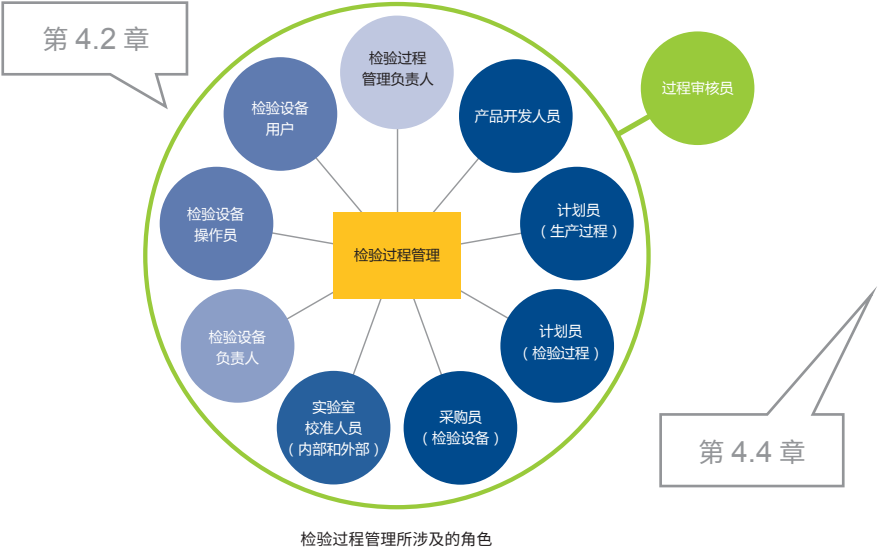 第 4.2 章
检验过程
管理负责人
产品开发人员
过程审核员
检验设备
用户
检验设备
操作员
计划员
（生产过程）
检验过程管理
检验设备
负责人
计划员
（检验过程）
实验室
校准人员
（内部和外部）
采购员
（检验设备）
第 4.4 章
检验过程管理所涉及的角色